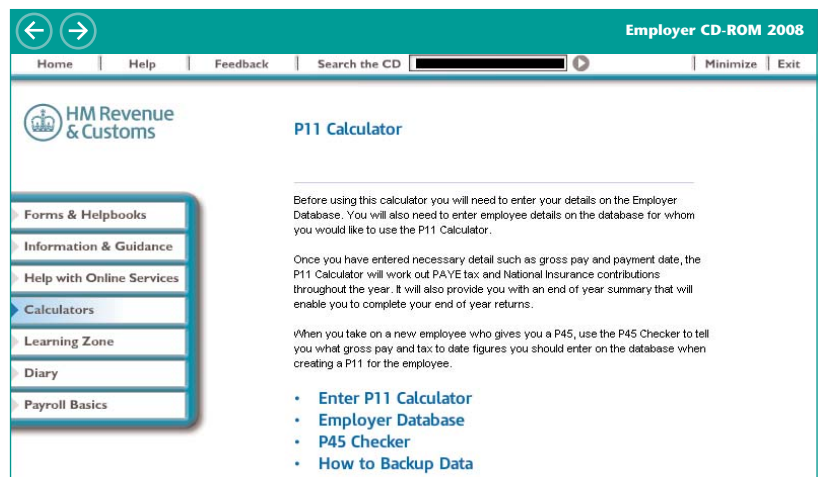 Employer CD-ROM 2008
Home Help Feedback Search the CD Minimize Exit
HM Revenue
& Customs
P11 Calculator
Before using this calculator you will need to enter your details on the Employer
Database. You will also need to enter employee details on the database for whom
you would like to use the P11 Calculator.
Once you have entered necessary detail such as gross pay and payment date, the
P11 Calculator will work out PAYE tax and National Insurance contributions
throughout the year. It will also provide you with an end of year summary that will
enable you to complete your end of year returns.
When you take on a new employee who gives you a P45, use the P45 Checker to tell
you what gross pay and tax to date figures you should enter on the database when
creating a P11 for the employee.
• Enter P11 Calculator
• Employer Database
• P45 Checker
• How to Backup Data
Forms & Helpbooks
Information & Guidance
Help with Online Services
Calculators
Learning Zone
Diary
Payroll Basics